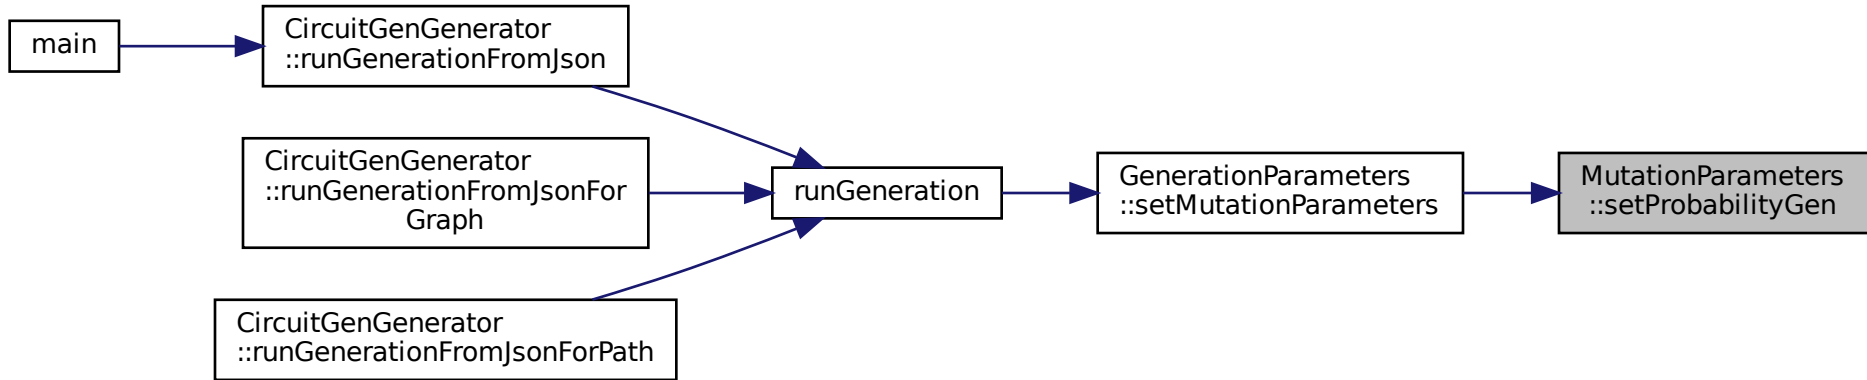 main
CircuitGenGenerator
::runGenerationFromJson
CircuitGenGenerator
::runGenerationFromJsonFor
Graph
CircuitGenGenerator
::runGenerationFromJsonForPath
runGeneration
GenerationParameters
::setMutationParameters
MutationParameters
::setProbabilityGen